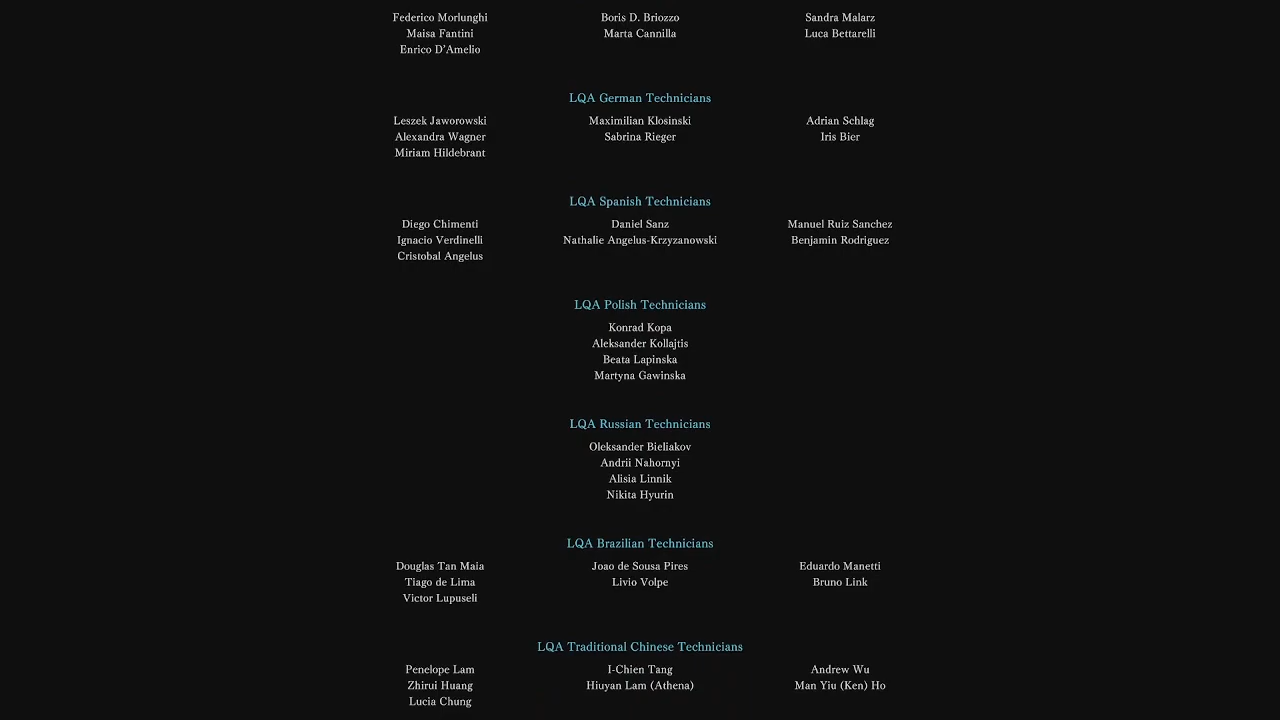 Federico Morlunghi Boris D. Briozzo Sandra Malarz
Maisa Fantini Marta Cannilla Luca Bettarelli
Enrico D'Amelio
LQA German Technicians
Leszek Jaworowski Maximilian Klosinski Adrian Schlag
Alexandra Wagner Sabrina Rieger Iris Bier
Miriam Hildebrant
LQA Spanish Technicians
Diego Chimenti Daniel Sanz Manuel Ruiz Sanchez
Ignacio Verdinelli Nathalie Angelus-Krzyzanowski Benjamin Rodriguez
Cristobal Angelus
LQA Polish Technicians
Konrad Kopa
Aleksander Kollajtis
Beata Lapinska
Martyna Gawinska
LQA Russian Technicians
Oleksander Bieliakov
Andrii Nahornyi
Alisia Linnik
Nikita Hyurin
LQA Brazilian Technicians
Douglas Tan Maia Joao de Sousa Pires Eduardo Manetti
Tiago de Lima Livio Volpe Bruno Link
Victor Lupuseli
LQA Traditional Chinese Technicians
Penelope Lam I-Chien Tang Andrew Wu
Zhirui Huang Hiuyan Lam (Athena) Man Yiu (Ken) Ho
Lucia Chung